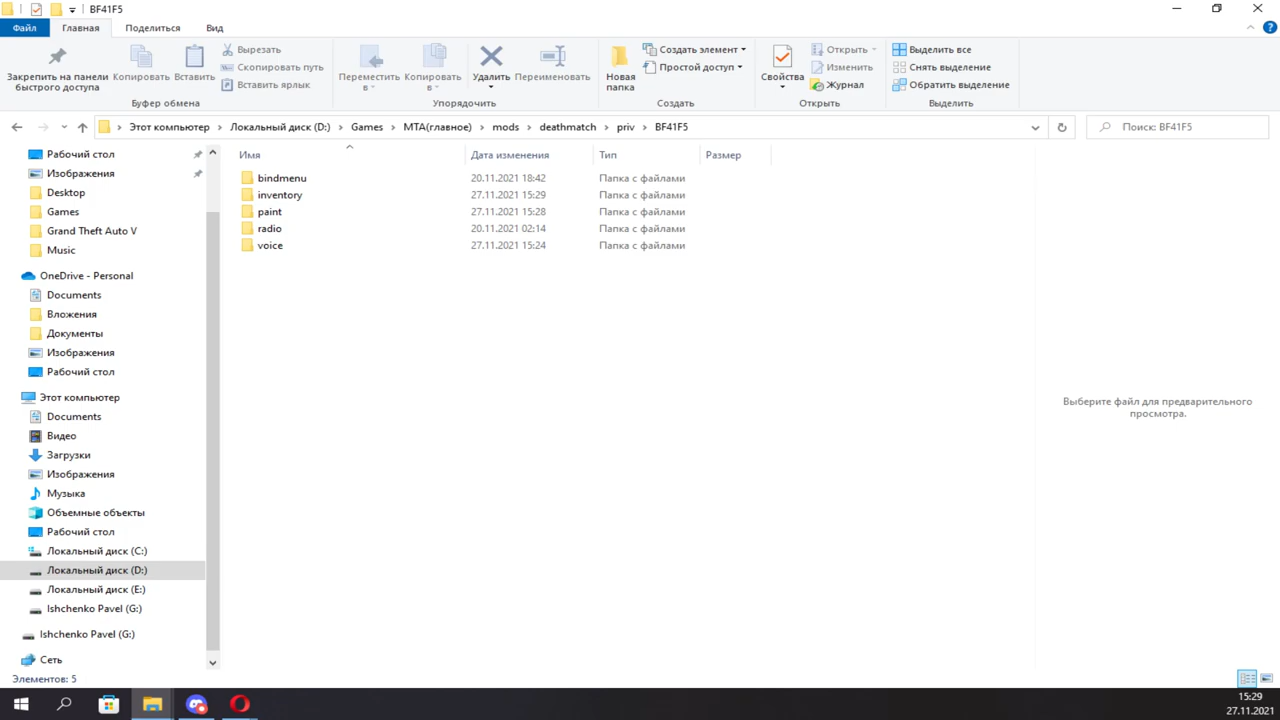 BF41F5
Файл
Главная
Поделиться
Вид
Закрепить на панели
быстрого доступа
Копировать
Вставить
Вырезать
Скопировать путь
Вставить ярлык
Буфер обмена
Переместить
в
Копировать
в
Удалить
Переименовать
Упорядочить
Новая
папка
Создать элемент
Простой доступ
Создать
Свойства
Открыть
Изменить
Журнал
Открыть
Выделить все
Снять выделение
Обратить выделение
Выделить
Этот компьютер
Локальный диск (D:)
Games
МТА(главное)
mods
deathmatch
priv
BF41F5
Поиск: BF41F5
Рабочий стол
Изображения
Desktop
Games
Grand Theft Auto V
Music
OneDrive - Personal
Documents
Вложения
Документы
Изображения
Рабочий стол
Этот компьютер
Documents
Видео
Загрузки
Изображения
Музыка
Объемные объекты
Рабочий стол
Локальный диск (C:)
Локальный диск (D:)
Локальный диск (E:)
Ishchenko Pavel (G:)
Ishchenko Pavel (G:)
Сеть
Имя Дата изменения Тип Размер
bindmenu 20.11.2021 18:42 Папка с файлами
inventory 27.11.2021 15:29 Папка с файлами
paint 27.11.2021 15:28 Папка с файлами
radio 20.11.2021 02:14 Папка с файлами
voice 27.11.2021 15:24 Папка с файлами
Выберите файл для предварительного
просмотра.
Элементов: 5
15:29
27.11.2021